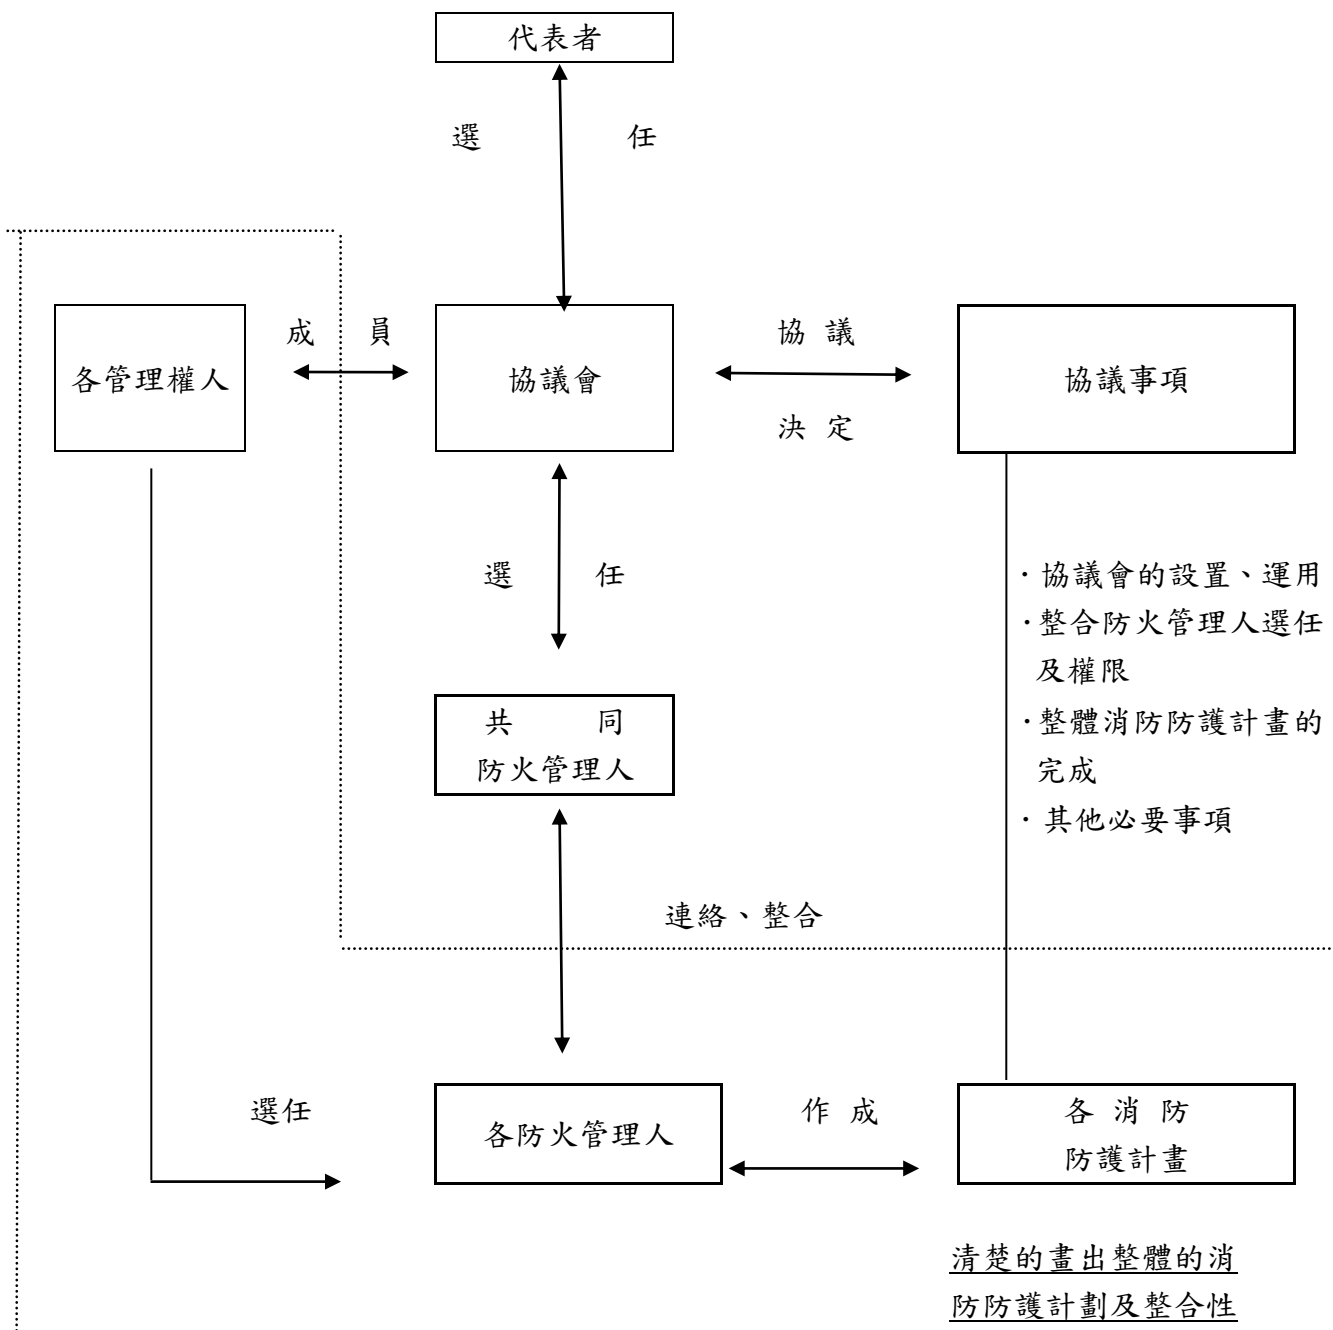 代表者
選 任
成 員
協 議
各管理權人
協議會
協議事項
決 定
選 任
·協議會的設置、運用
·整合防火管理人選任
及權限
·整體消防防護計畫的
完成
·其他必要事項
共 同
防火管理人
連絡、整合
選任
各防火管理人
作 成
各 消 防
防護計畫
清楚的畫出整體的消
防防護計劃及整合性